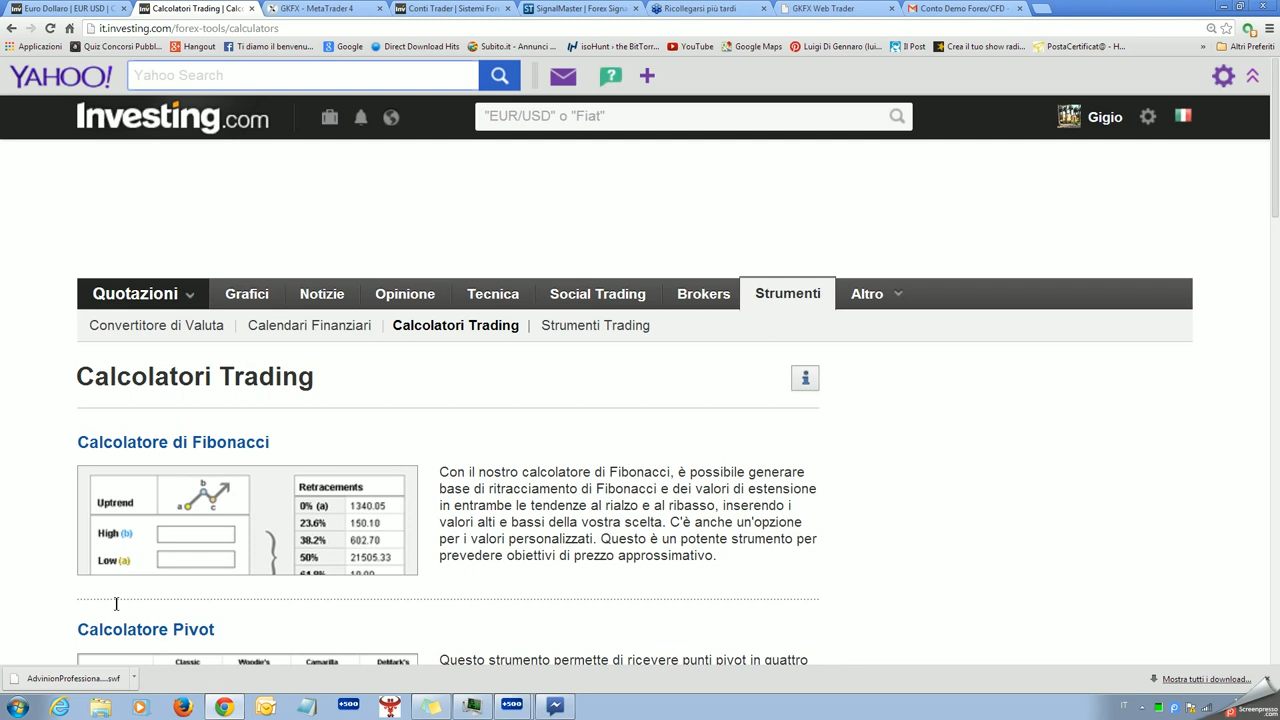 Euro Dollaro | EUR USD | C
Calcolatori Trading | Calc
GKFX - MetaTrader 4
Conti Trader | Sistemi For
SignalMaster | Forex Signa
Ricollegarsi più tardi
GKFX Web Trader
Conto Demo Forex/CFD -
it.investing.com/forex-tools/calculators
Applicazioni
Quiz Concorsi Pubbl...
Hangout
Ti diamo il benvenu...
Google
Direct Download Hits
Subito.it - Annunci ...
isoHunt › the BitTorr...
YouTube
Google Maps
Luigi Di Gennaro (lui...
Il Post
Crea il tuo show radi...
PostaCertificat@ - H...
»
Altri Preferiti
YAHOO!
Yahoo Search
Investing.com
"EUR/USD" o "Fiat"
Gigio
Quotazioni
Grafici
Notizie
Opinione
Tecnica
Social Trading
Brokers
Strumenti
Altro
Convertitore di Valuta | Calendari Finanziari | Calcolatori Trading | Strumenti Trading
Calcolatori Trading
i
Calcolatore di Fibonacci
Uptrend
a
b
c
High (b)
Low (a)
Retracements
0% (a) 1340.05
23.6% 150.10
38.2% 602.70
50% 21505.33
Con il nostro calcolatore di Fibonacci, è possibile generare
base di ritracciamento di Fibonacci e dei valori di estensione
in entrambe le tendenze al rialzo e al ribasso, inserendo i
valori alti e bassi della vostra scelta. C'è anche un'opzione
per i valori personalizzati. Questo è un potente strumento per
prevedere obiettivi di prezzo approssimativo.
Calcolatore Pivot
Classic Woodie's Camarilla DeMark's
Questo strumento permette di ricevere punti pivot in quattro
AdvinionProfessiona....swf
Mostra tutti i download...
+500
+500
IT
Screenpresso.com